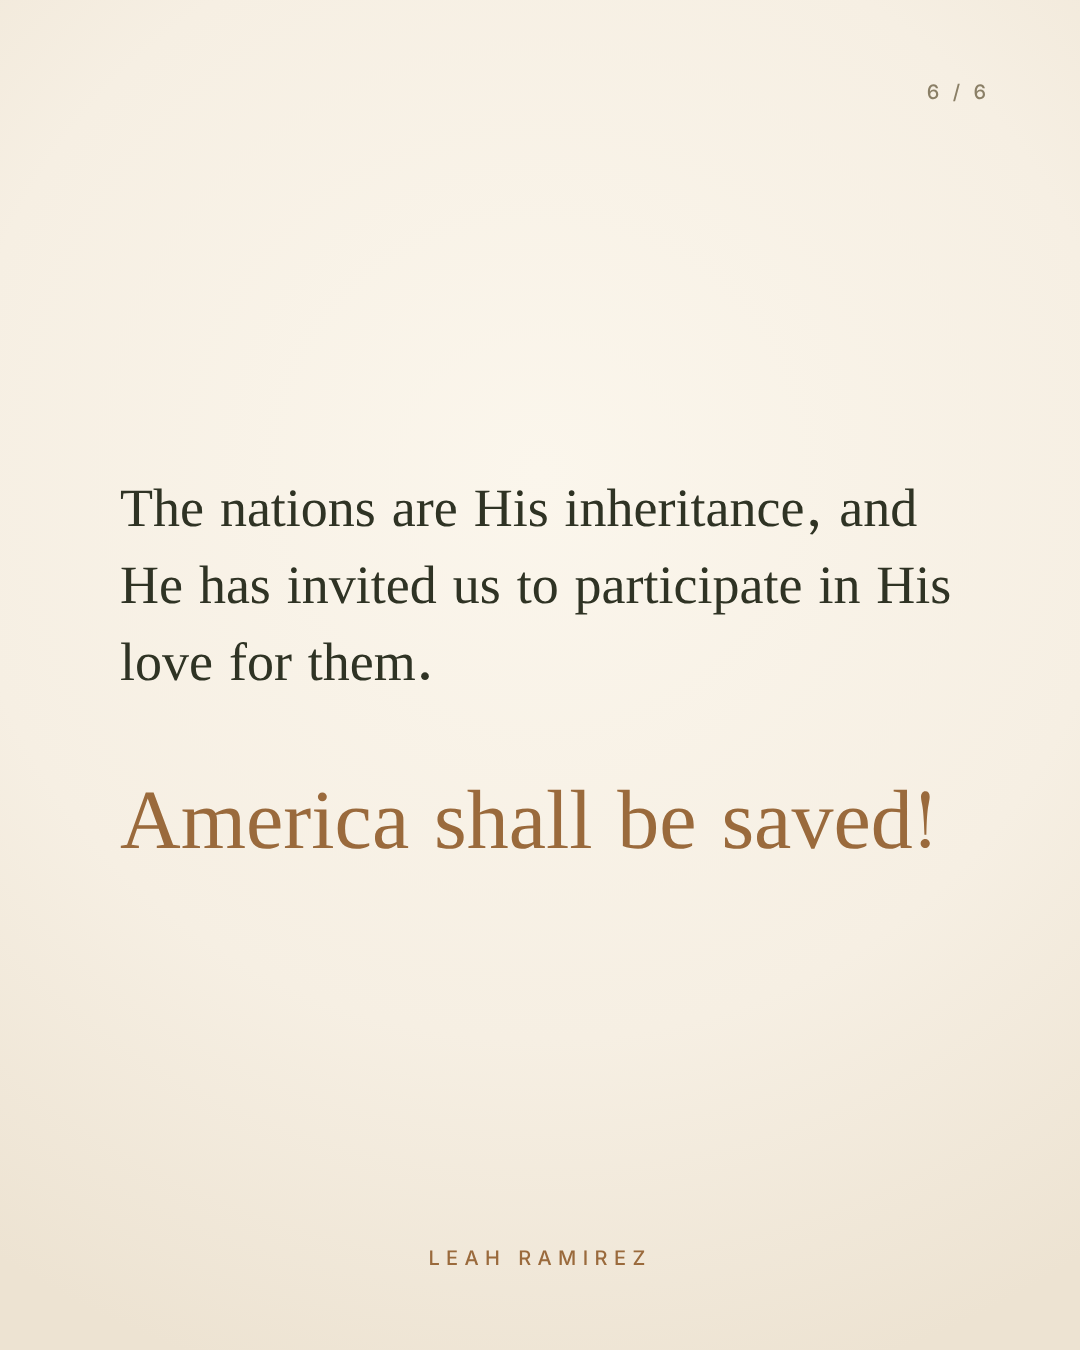 6 / 6
The nations are His inheritance, and
He has invited us to participate in His
love for them.
America shall be saved!
LEAH RAMIREZ